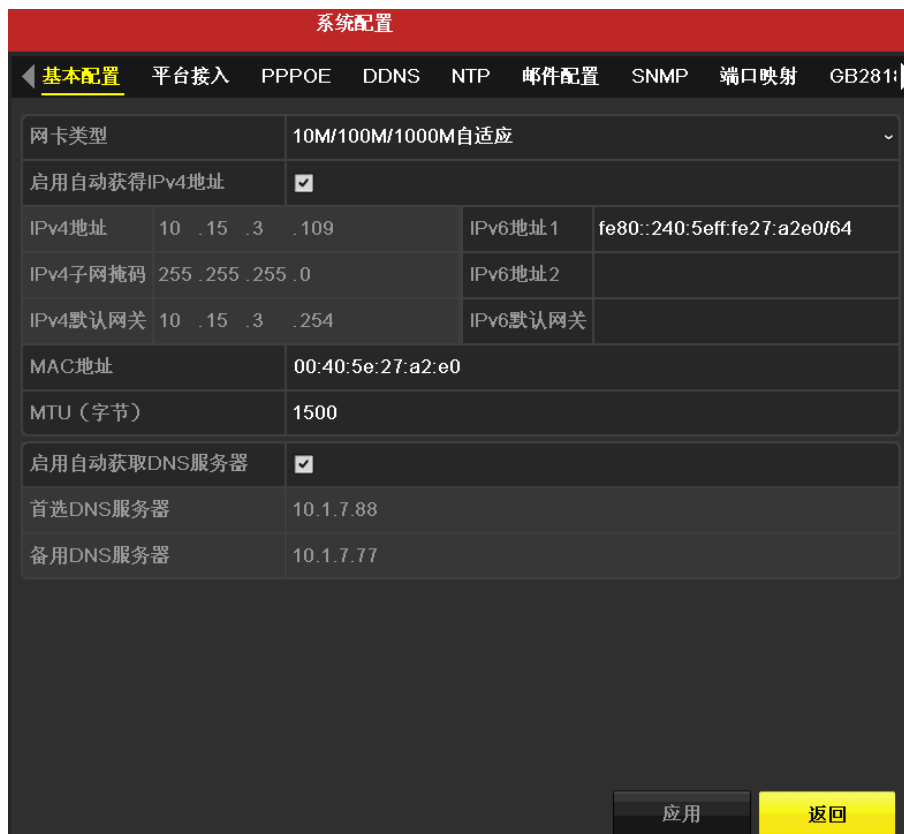 系统配置
基本配置 平台接入 PPPOE DDNS NTP 邮件配置 SNMP 端口映射 GB281
网卡类型 10M/100M/1000M自适应
启用自动获得IPv4地址
IPv4地址 10 .15 .3 .109 IPv6地址1 fe80::240:5eff:fe27:a2e0/64
IPv4子网掩码 255.255.255.0 IPv6地址2
IPv4默认网关 10 .15 .3 .254 IPv6默认网关
MAC地址 00:40:5e:27:a2:e0
MTU（字节） 1500
启用自动获取DNS服务器
首选DNS服务器 10.1.7.88
备用DNS服务器 10.1.7.77
应用 返回